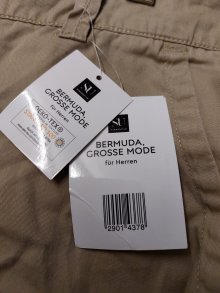 BERMUDA,
GROSSE MODE
für Herren
OEKO-TEX®
BERMUDA,
GROSSE MODE
für Herren
2901 4378